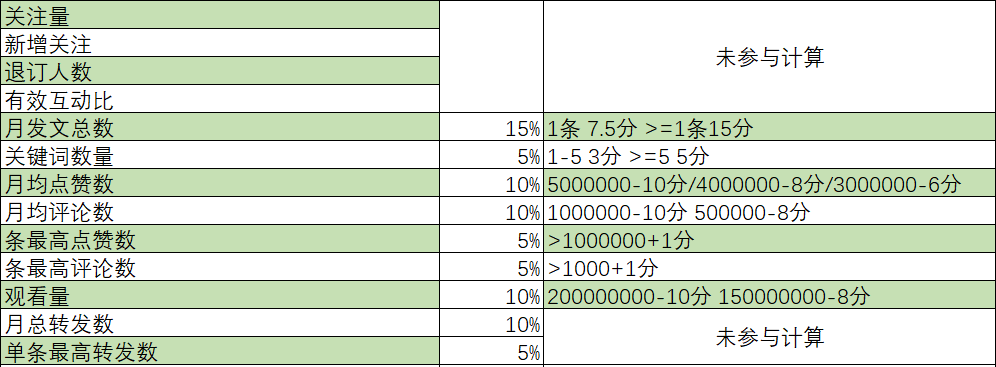 关注量
新增关注
退订人数
有效互动比
未参与计算
月发文总数 15% 1条 7.5分 >=1条15分
关键词数量 5% 1-5 3分 >=5 5分
月均点赞数 10% 5000000-10分/4000000-8分/3000000-6分
月均评论数 10% 1000000-10分 500000-8分
条最高点赞数 5% >1000000+1分
条最高评论数 5% >1000+1分
观看量 10% 200000000-10分 150000000-8分
月总转发数 10%
未参与计算
单条最高转发数 5%